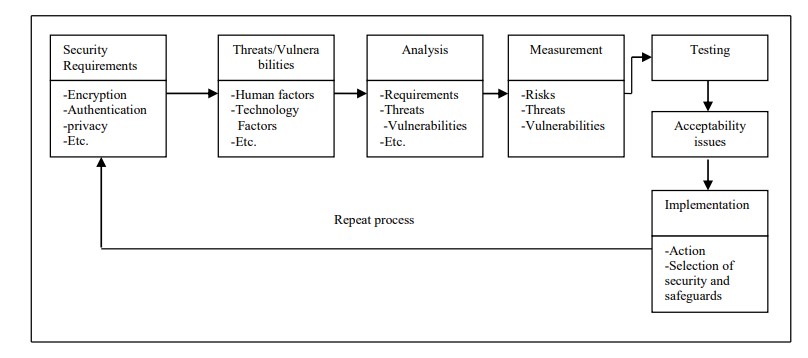 Security
Requirements
-Encryption
-Authentication
-privacy
-Etc.
Threats/Vulnera
bilities
-Human factors
-Technology
Factors
-Etc.
Analysis
-Requirements
-Threats
-Vulnerabilities
-Etc.
Measurement
-Risks
-Threats
-Vulnerabilities
Testing
Acceptability
issues
Implementation
-Action
-Selection of
security and
safeguards
Repeat process